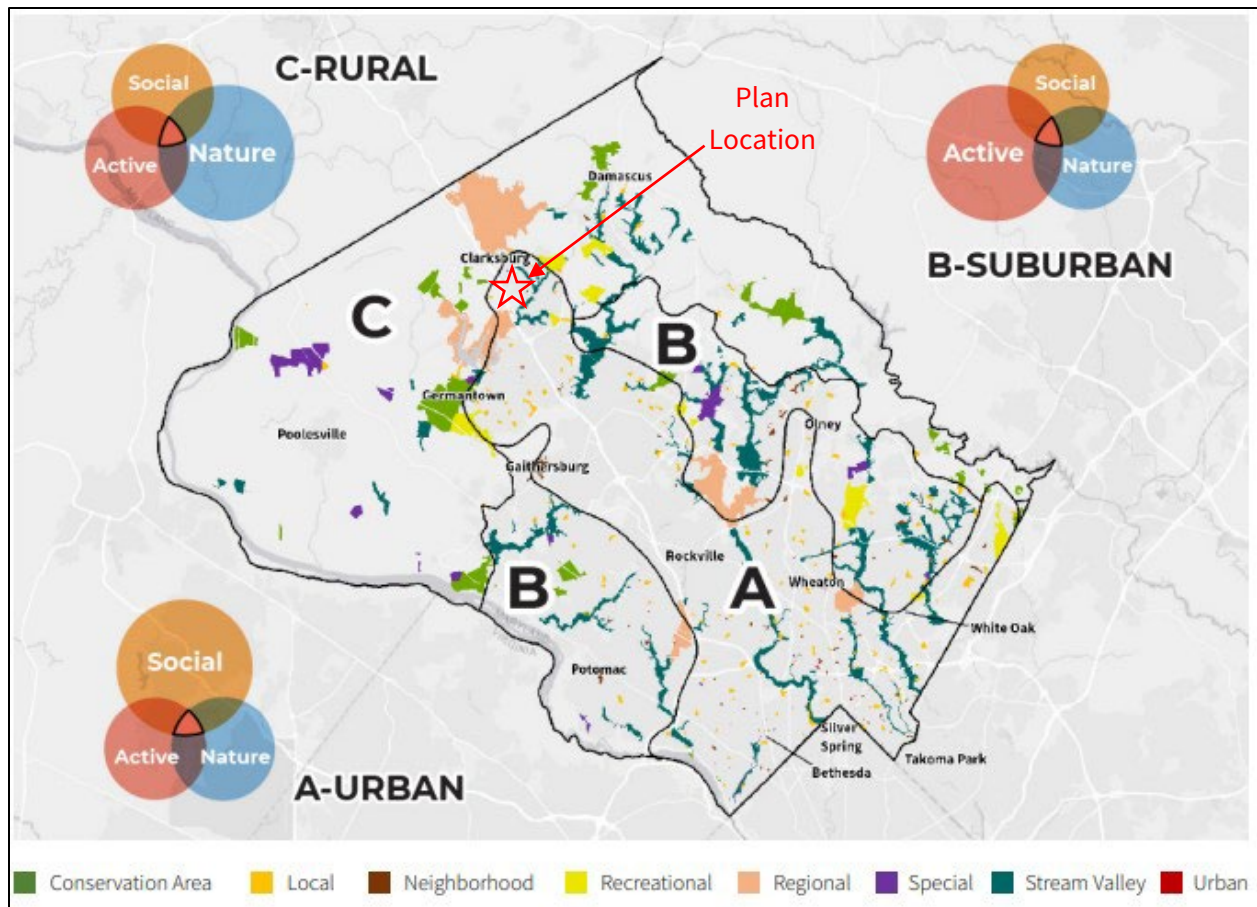 C-RURAL
Social
Active
Nature
Plan
Location
Social
Active
Nature
B-SUBURBAN
Damascus
Clarksburg
C
B
Germantown
Olney
Poolesville
Gaithersburg
Rockville
B
A
Wheaton
White Oak
Potomac
Silver
Spring
Takoma Park
Bethesda
Social
Active
Nature
A-URBAN
Conservation Area
Local
Neighborhood
Recreational
Regional
Special
Stream Valley
Urban